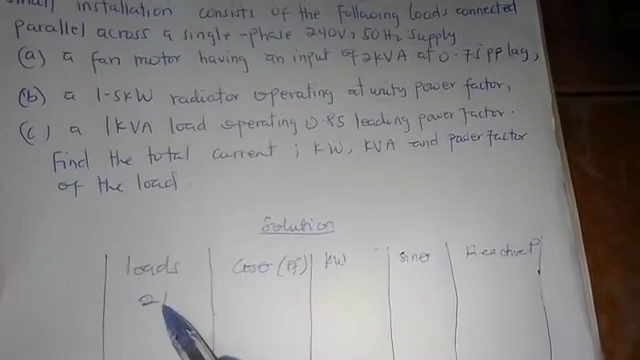 small installation consists of the following loads connected
parallel across a single-phase 240V, 50Hz supply.
(a) a fan motor having an input of 2kVA at 0.75 pp lag,
(b) a 1-5kW radiator operating at unity power factor,
(c) a 1kVA load operating 0.85 leading power factor.
Find the total current; kW, kVA and power factor
of the load.
Solution
loads Cosθ (Pf) kW Sinθ Reactive P
2